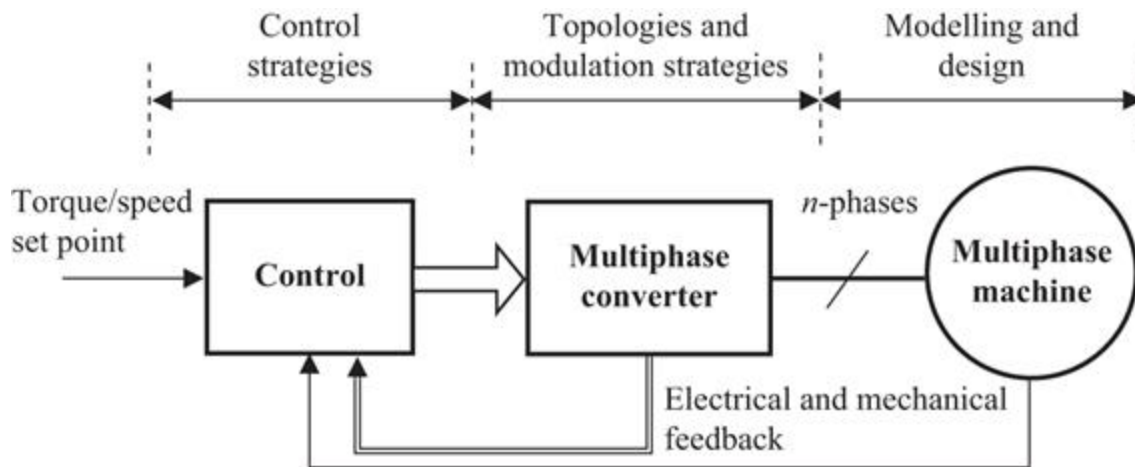 Control
strategies
Topologies and
modulation strategies
Modelling and
design
Torque/speed
set point
Control
Multiphase
converter
n-phases
Multiphase
machine
Electrical and mechanical
feedback